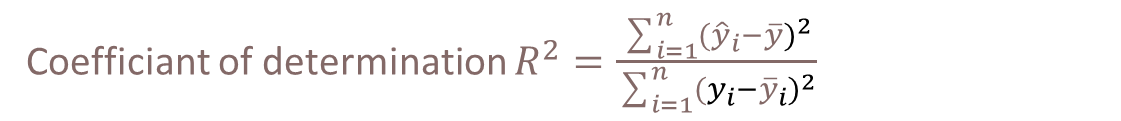 Coefficiant of determination R² = ∑ⁿᵢ₌₁(ŷᵢ−ȳ)² / ∑ⁿᵢ₌₁(yᵢ−ȳᵢ)²